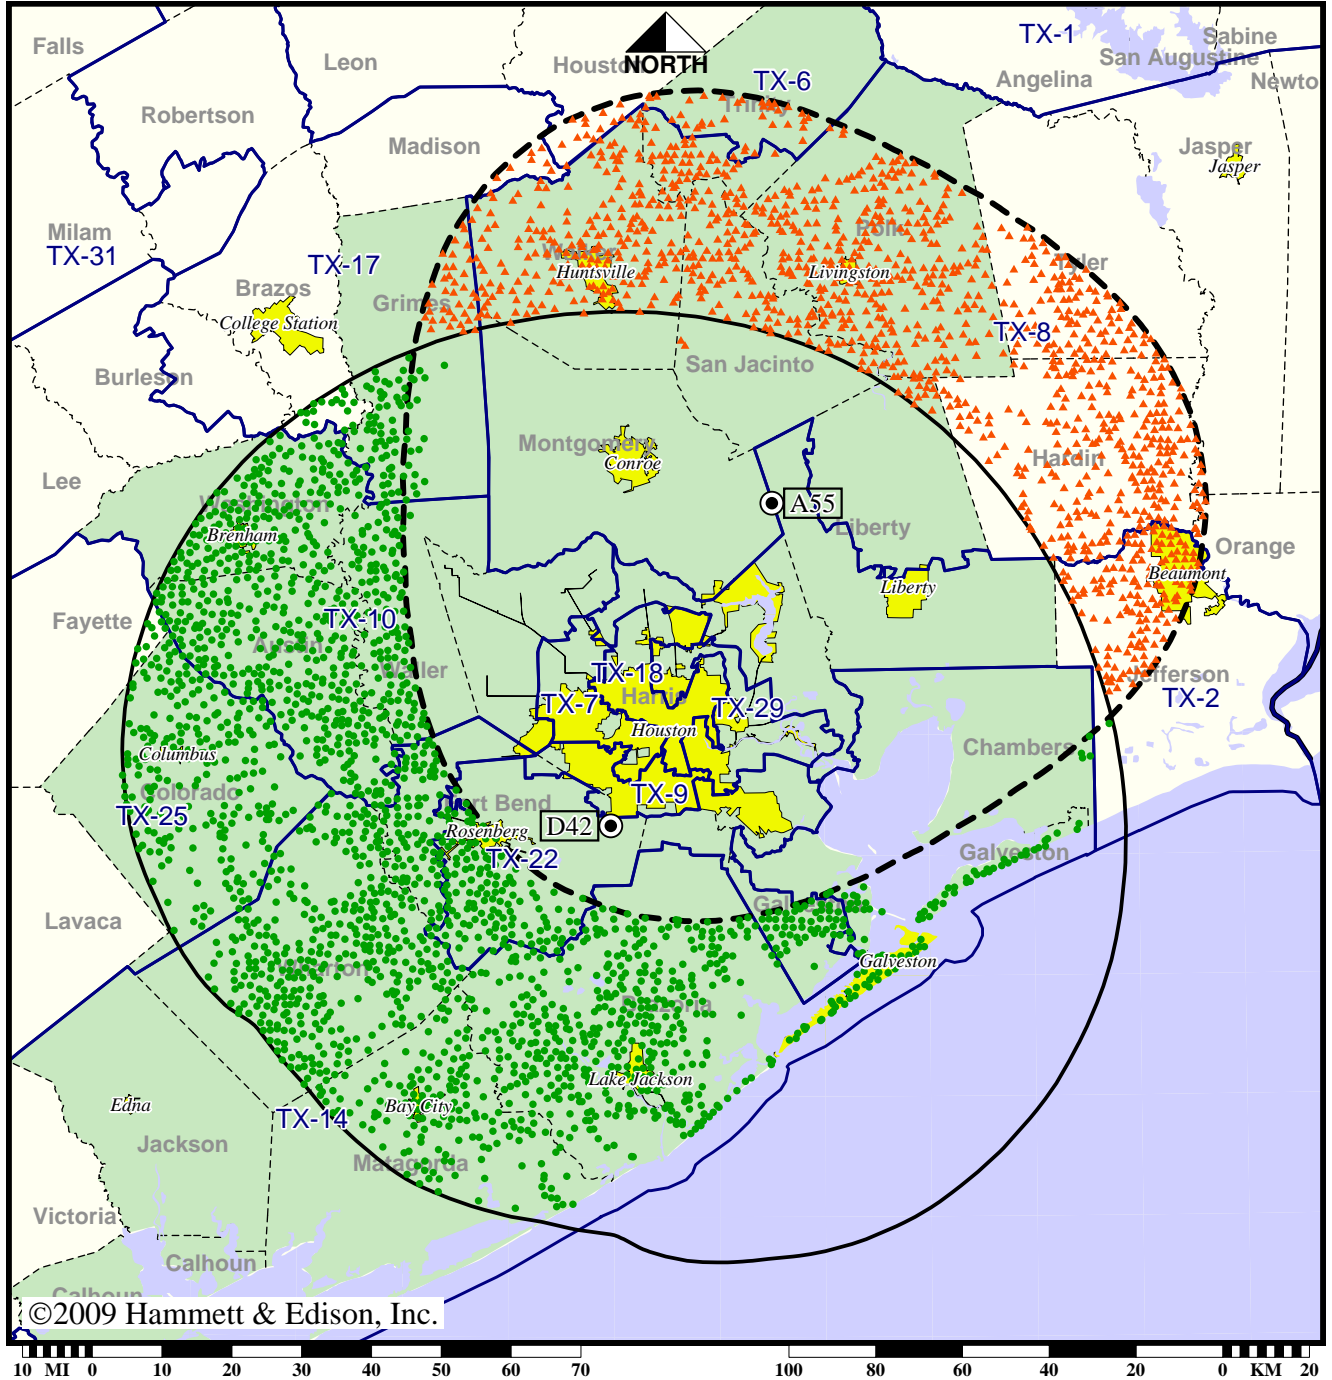 Falls
Leon
Houston
NORTH
TX-1
Sabine
San Augustine
Angelina
Newto
TX-6
Trinity
Robertson
Madison
Jasper
Jasper
Milam
TX-31
TX-17
Brazos
Grimes
College Station
Walker
Huntsville
Polk
Livingston
Tyler
TX-8
Burleson
San Jacinto
Montgomery
Conroe
Hardin
Lee
Washington
Brenham
A55
Liberty
Liberty
Orange
Beaumont
Fayette
TX-10
Austin
Waller
TX-18
Harris
TX-7
TX-29
Houston
Jefferson
TX-2
Columbus
Colorado
TX-25
Chambers
TX-9
Fort Bend
Rosenberg
D42
TX-22
Galveston
Galveston
Lavaca
Wharton
Galveston
Brazoria
Lake Jackson
Edna
Bay City
TX-14
Jackson
Matagorda
Victoria
Calhoun
Calhoun
©2009 Hammett & Edison, Inc.
10 MI 0 10 20 30 40 50 60 70 100 80 60 40 20 0 KM 20